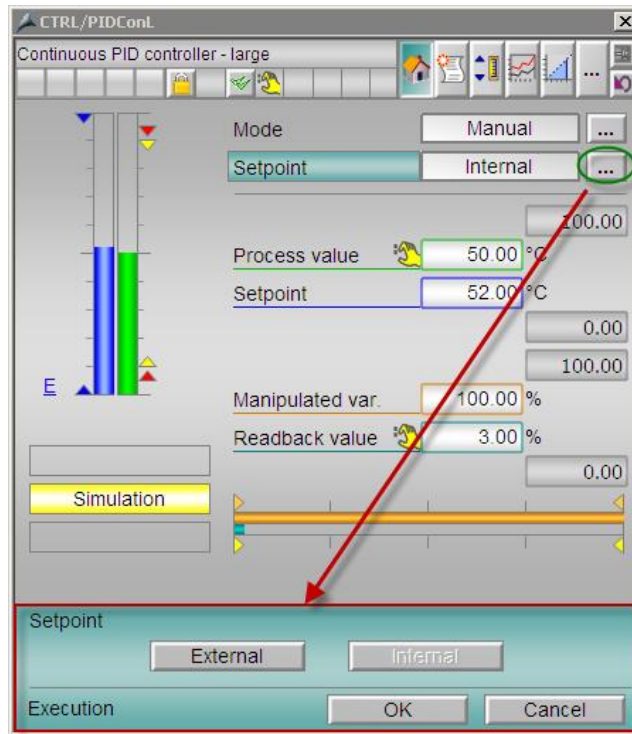 CTRL/PIDConL
Continuous PID controller - large
...
Mode Manual ...
Setpoint Internal ...
100.00
Process value 50.00 °C
Setpoint 52.00 °C
0.00
100.00
E
Manipulated var. 100.00 %
Readback value 3.00 %
0.00
Simulation
Setpoint
External Internal
Execution OK Cancel